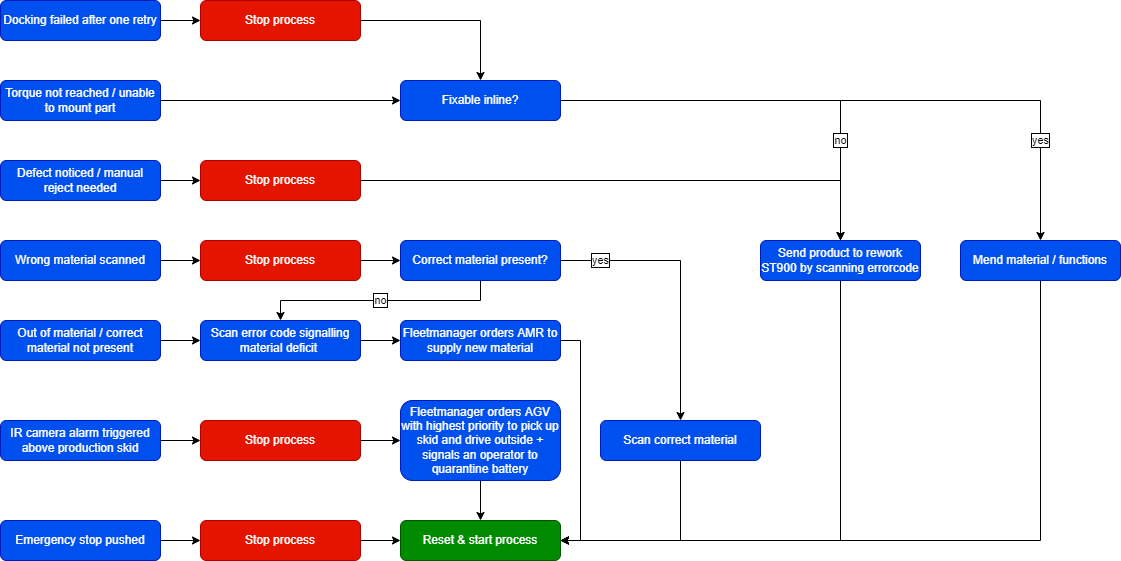 Docking failed after one retry
Stop process
Torque not reached / unable
to mount part
Fixable inline?
no
yes
Defect noticed / manual
reject needed
Stop process
Wrong material scanned
Stop process
Correct material present?
yes
Send product to rework
ST900 by scanning errorcode
Mend material / functions
no
Out of material / correct
material not present
Scan error code signalling
material deficit
Fleetmanager orders AMR to
supply new material
IR camera alarm triggered
above production skid
Stop process
Fleetmanager orders AGV
with highest priority to pick up
skid and drive outside +
signals an operator to
quarantine battery
Scan correct material
Emergency stop pushed
Stop process
Reset & start process